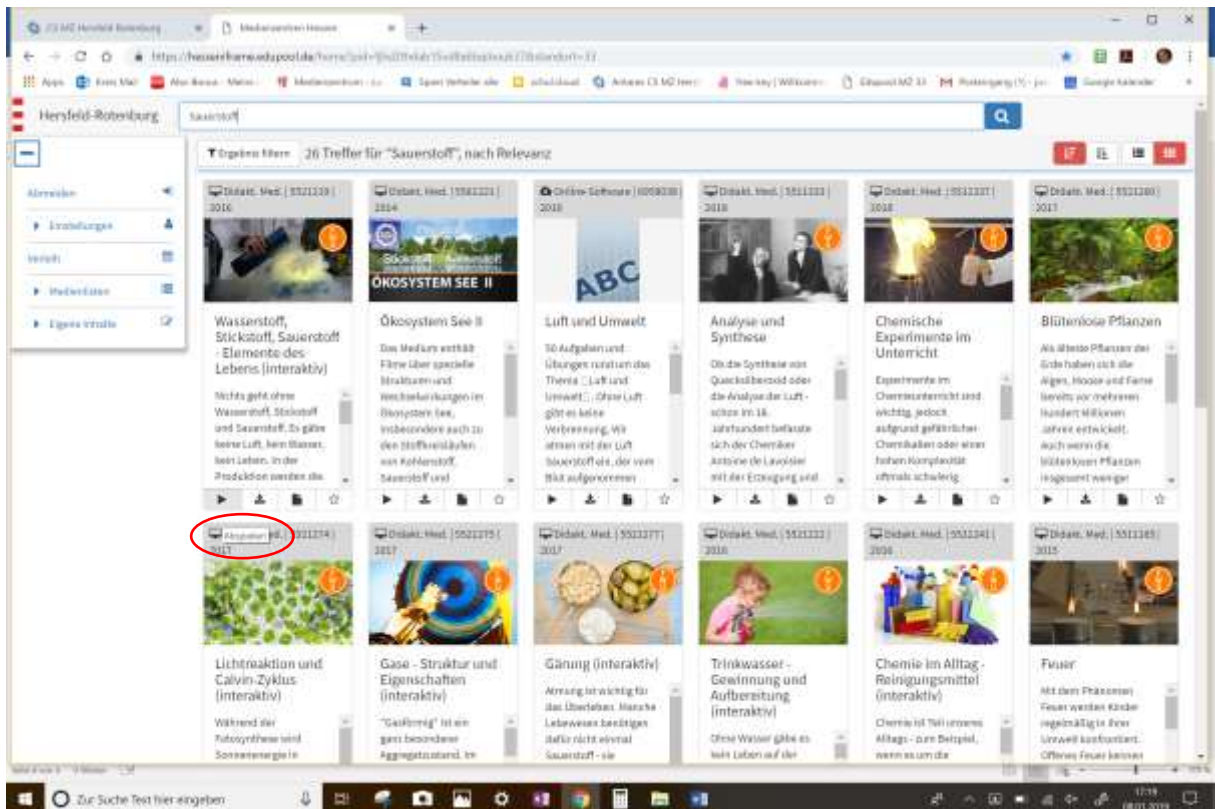 Medienzentren Hessen
Apps
Kreis Mail
Google Kalender
Hersfeld-Rotenburg
Sauerstoff
Ergebnis filtern
26 Treffer für "Sauerstoff", nach Relevanz
Abmelden
Einstellungen
Verleih
Medienlisten
Eigene Inhalte
Didakt. Med. |
2016
Wasserstoff,
Stickstoff, Sauerstoff
- Elemente des
Lebens (interaktiv)
Nichts geht ohne
Wasserstoff, Stickstoff
und Sauerstoff. Es gäbe
keine Luft, kein Wasser,
kein Leben. In der
Produktion werden die
Didakt. Med. |
2014
ÖKOSYSTEM SEE II
Ökosystem See II
Das Medium enthält
Filme über spezielle
Strukturen und
Wechselwirkungen im
Ökosystem See,
insbesondere auch zu
den Stoffkreisläufen
von Kohlenstoff,
Sauerstoff und
Online-Software |
2018
ABC
Luft und Umwelt
50 Aufgaben und
Übungen rund um das
Thema Luft und
Umwelt. Ohne Luft
gibt es keine
Verbrennung. Wir
atmen mit der Luft
Sauerstoff ein, der vom
Blut aufgenommen
Didakt. Med. |
2018
Analyse und
Synthese
Ob die Synthese von
Quecksilberoxid oder
die Analyse der Luft -
schon im 18.
Jahrhundert befasste
sich der Chemiker
Antoine de Lavoisier
mit der Erzeugung und
Didakt. Med. |
2018
Chemische
Experimente im
Unterricht
Experimente im
Chemieunterricht sind
wichtig, jedoch
aufgrund gefährlicher
Chemikalien oder einer
hohen Komplexität
oftmals schwierig
Didakt. Med. |
2017
Blütenlose Pflanzen
Als älteste Pflanzen der
Erde haben sich die
Algen, Moose und Farne
bereits vor mehreren
Hundert Millionen
Jahren entwickelt.
Auch wenn die
blütenlosen Pflanzen
insgesamt weniger
Abspielen
2017
Lichtreaktion und
Calvin-Zyklus
(interaktiv)
Während der
Fotosynthese wird
Sonnenenergie in
Didakt. Med. |
2017
Gase - Struktur und
Eigenschaften
(interaktiv)
"Gasförmig" ist ein
ganz besonderer
Aggregatzustand. Im
Didakt. Med. |
2017
Gärung (interaktiv)
Atmung ist wichtig für
das Überleben. Manche
Lebewesen benötigen
dafür nicht einmal
Sauerstoff - sie
Didakt. Med. |
2016
Trinkwasser -
Gewinnung und
Aufbereitung
(interaktiv)
Ohne Wasser gäbe es
kein Leben auf der
Didakt. Med. |
2016
Chemie im Alltag -
Reinigungsmittel
(interaktiv)
Chemie ist Teil unseres
Alltags - zum Beispiel,
wenn es um die
Didakt. Med. |
2015
Feuer
Mit dem Phänomen
Feuer werden Kinder
regelmäßig in ihrer
Umwelt konfrontiert.
Offenes Feuer kennen
Zur Suche Text hier eingeben
17:19